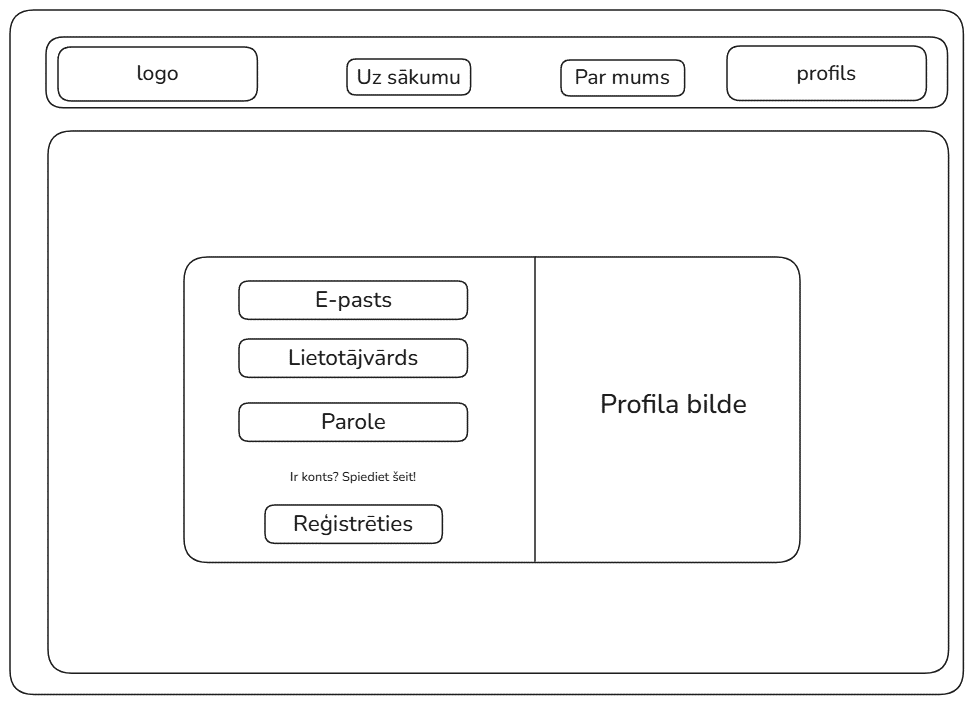 logo
Uz sākumu
Par mums
profils
E-pasts
Lietotājvārds
Parole
Ir konts? Spiediet šeit!
Reģistrēties
Profila bilde